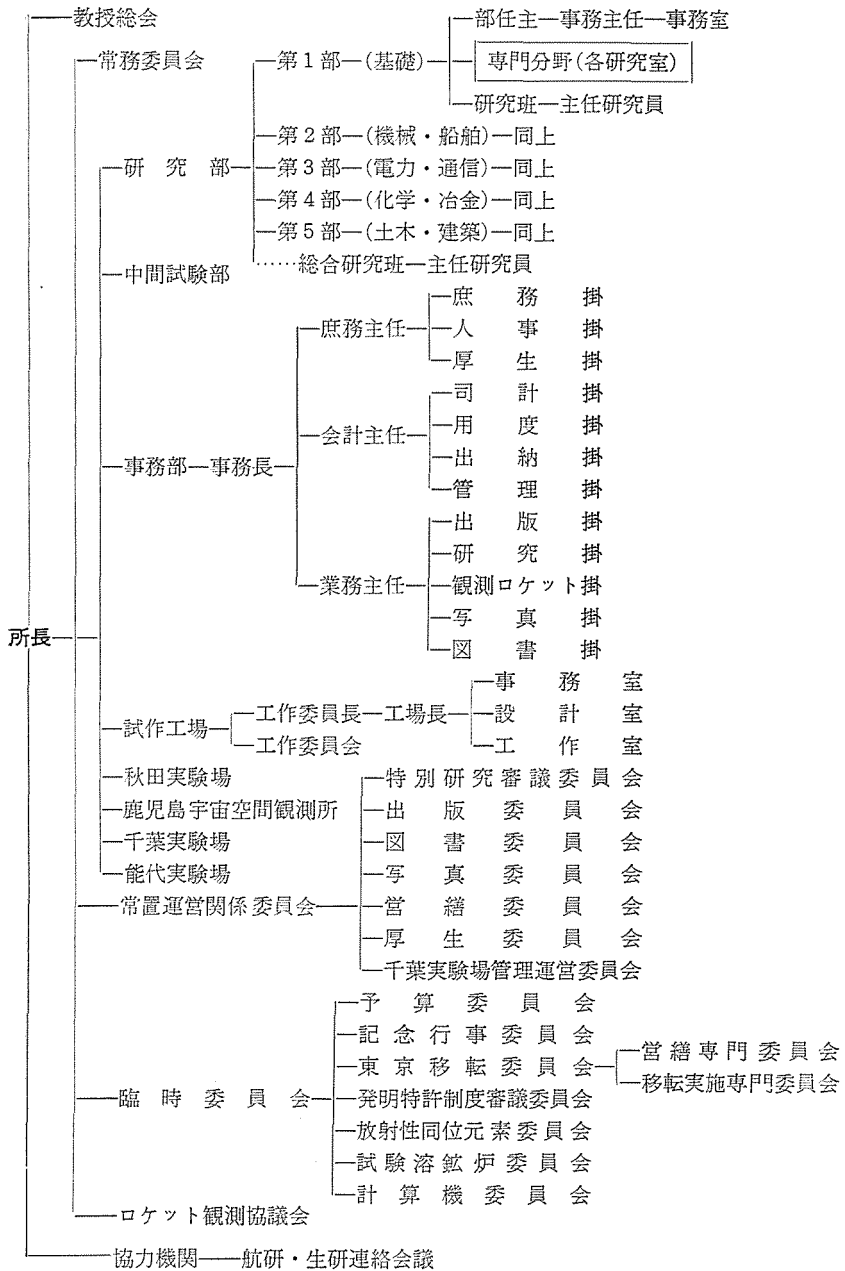 教授総会
部任主―事務主任―事務室
常務委員会
第1部―(基礎)
専門分野(各研究室)
研究班―主任研究員
第2部―(機械・船舶)―同上
研究部
第3部―(電力・通信)―同上
第4部―(化学・冶金)―同上
第5部―(土木・建築)―同上
……総合研究班―主任研究員
中間試験部
庶務掛
庶務主任
人事掛
厚生掛
司計掛
会計主任
用度掛
出納掛
事務部―事務長
管理掛
出版掛
研究掛
業務主任
観測ロケット掛
写真掛
所長
図書掛
事務室
試作工場
工作委員長―工場長
設計室
工作委員会
工作室
秋田実験場
特別研究審議委員会
鹿児島宇宙空間観測所
出版委員会
千葉実験場
図書委員会
能代実験場
写真委員会
常置運営関係委員会
営繕委員会
厚生委員会
千葉実験場管理運営委員会
予算委員会
記念行事委員会
営繕専門委員会
東京移転委員会
移転実施専門委員会
臨時委員会
発明特許制度審議委員会
放射性同位元素委員会
試験溶鉱炉委員会
計算機委員会
ロケット観測協議会
協力機関――航研・生研連絡会議